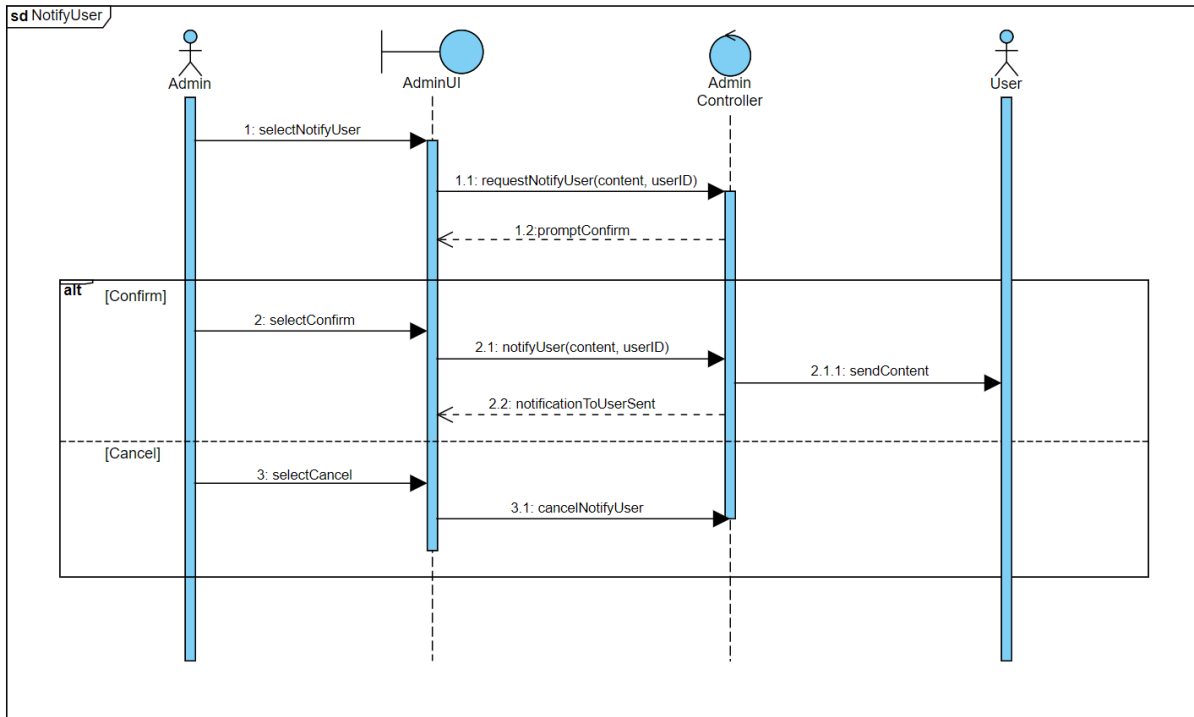 sd NotifyUser
Admin
AdminUI
Admin
Controller
User
1: selectNotifyUser
1.1: requestNotifyUser(content, userID)
1.2:promptConfirm
alt
[Confirm]
2: selectConfirm
2.1: notifyUser(content, userID)
2.1.1: sendContent
2.2: notificationToUserSent
[Cancel]
3: selectCancel
3.1: cancelNotifyUser